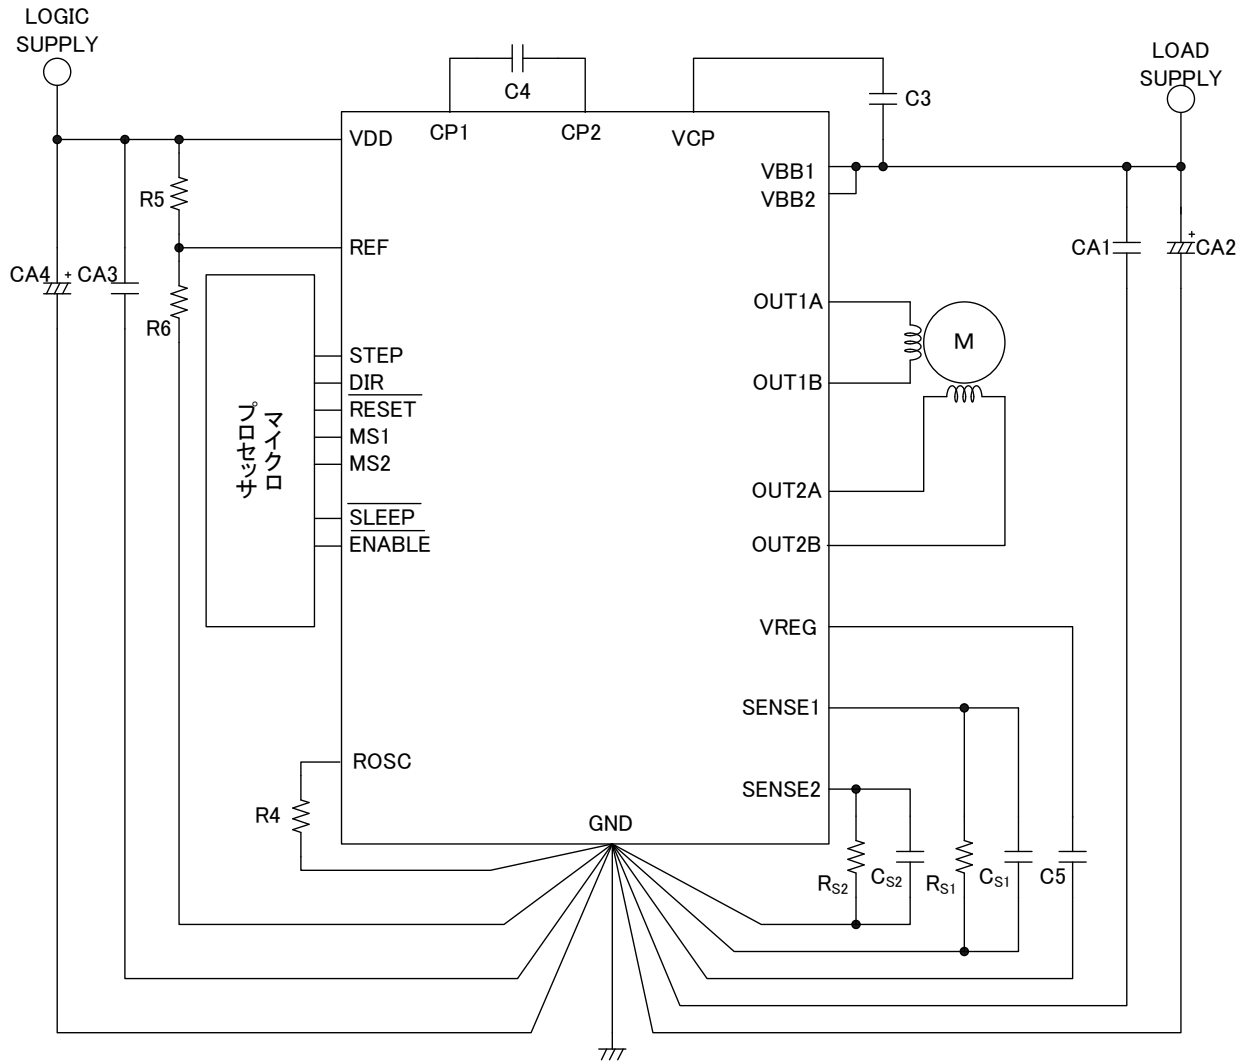 LOGIC
SUPPLY
LOAD
SUPPLY
C4
C3
CP1
CP2
VCP
VDD
VBB1
VBB2
R5
REF
CA4
+
CA3
R6
CA1
+
CA2
OUT1A
M
OUT1B
STEP
DIR
RESET
MS1
MS2
SLEEP
ENABLE
マイクロ
プロセッサ
OUT2A
OUT2B
VREG
SENSE1
SENSE2
ROSC
R4
GND
RS2
CS2
RS1
CS1
C5